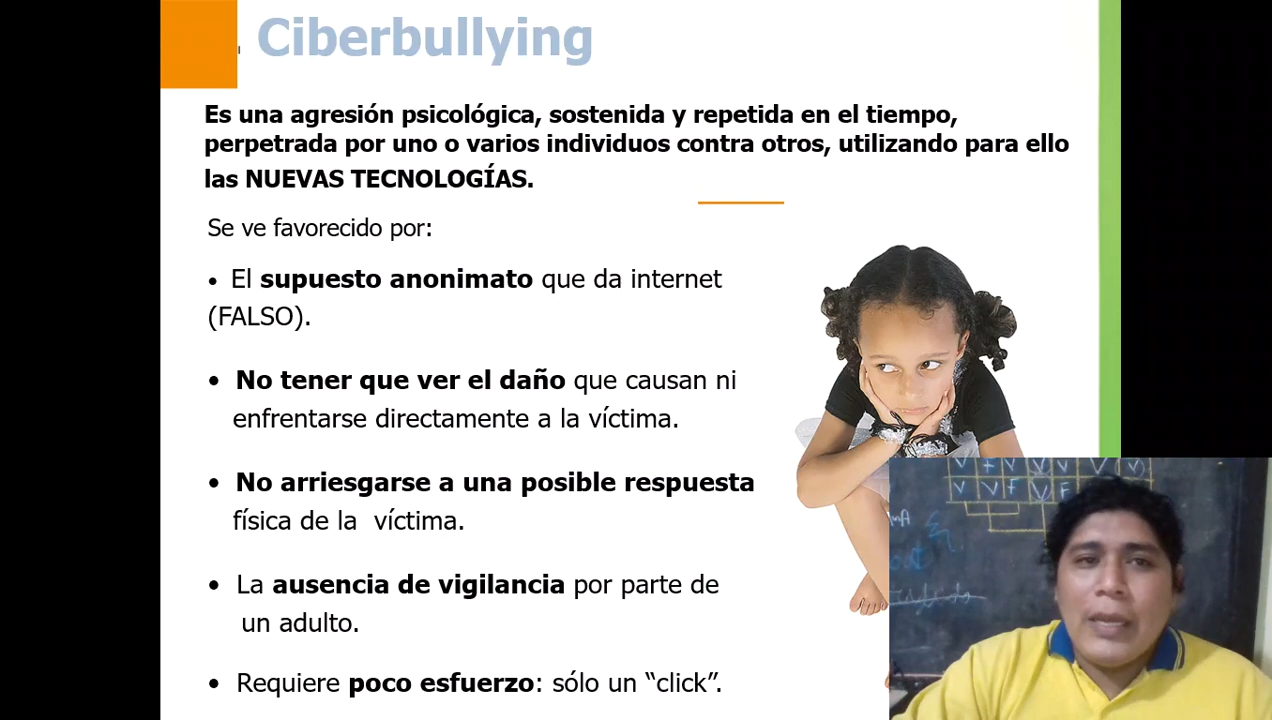 Ciberbullying
Es una agresión psicológica, sostenida y repetida en el tiempo,
perpetrada por uno o varios individuos contra otros, utilizando para ello
las NUEVAS TECNOLOGÍAS.
Se ve favorecido por:
• El supuesto anonimato que da internet
(FALSO).
• No tener que ver el daño que causan ni
enfrentarse directamente a la víctima.
• No arriesgarse a una posible respuesta
física de la víctima.
• La ausencia de vigilancia por parte de
un adulto.
• Requiere poco esfuerzo: sólo un “click”.
V F V V V V (V)
V V F V F